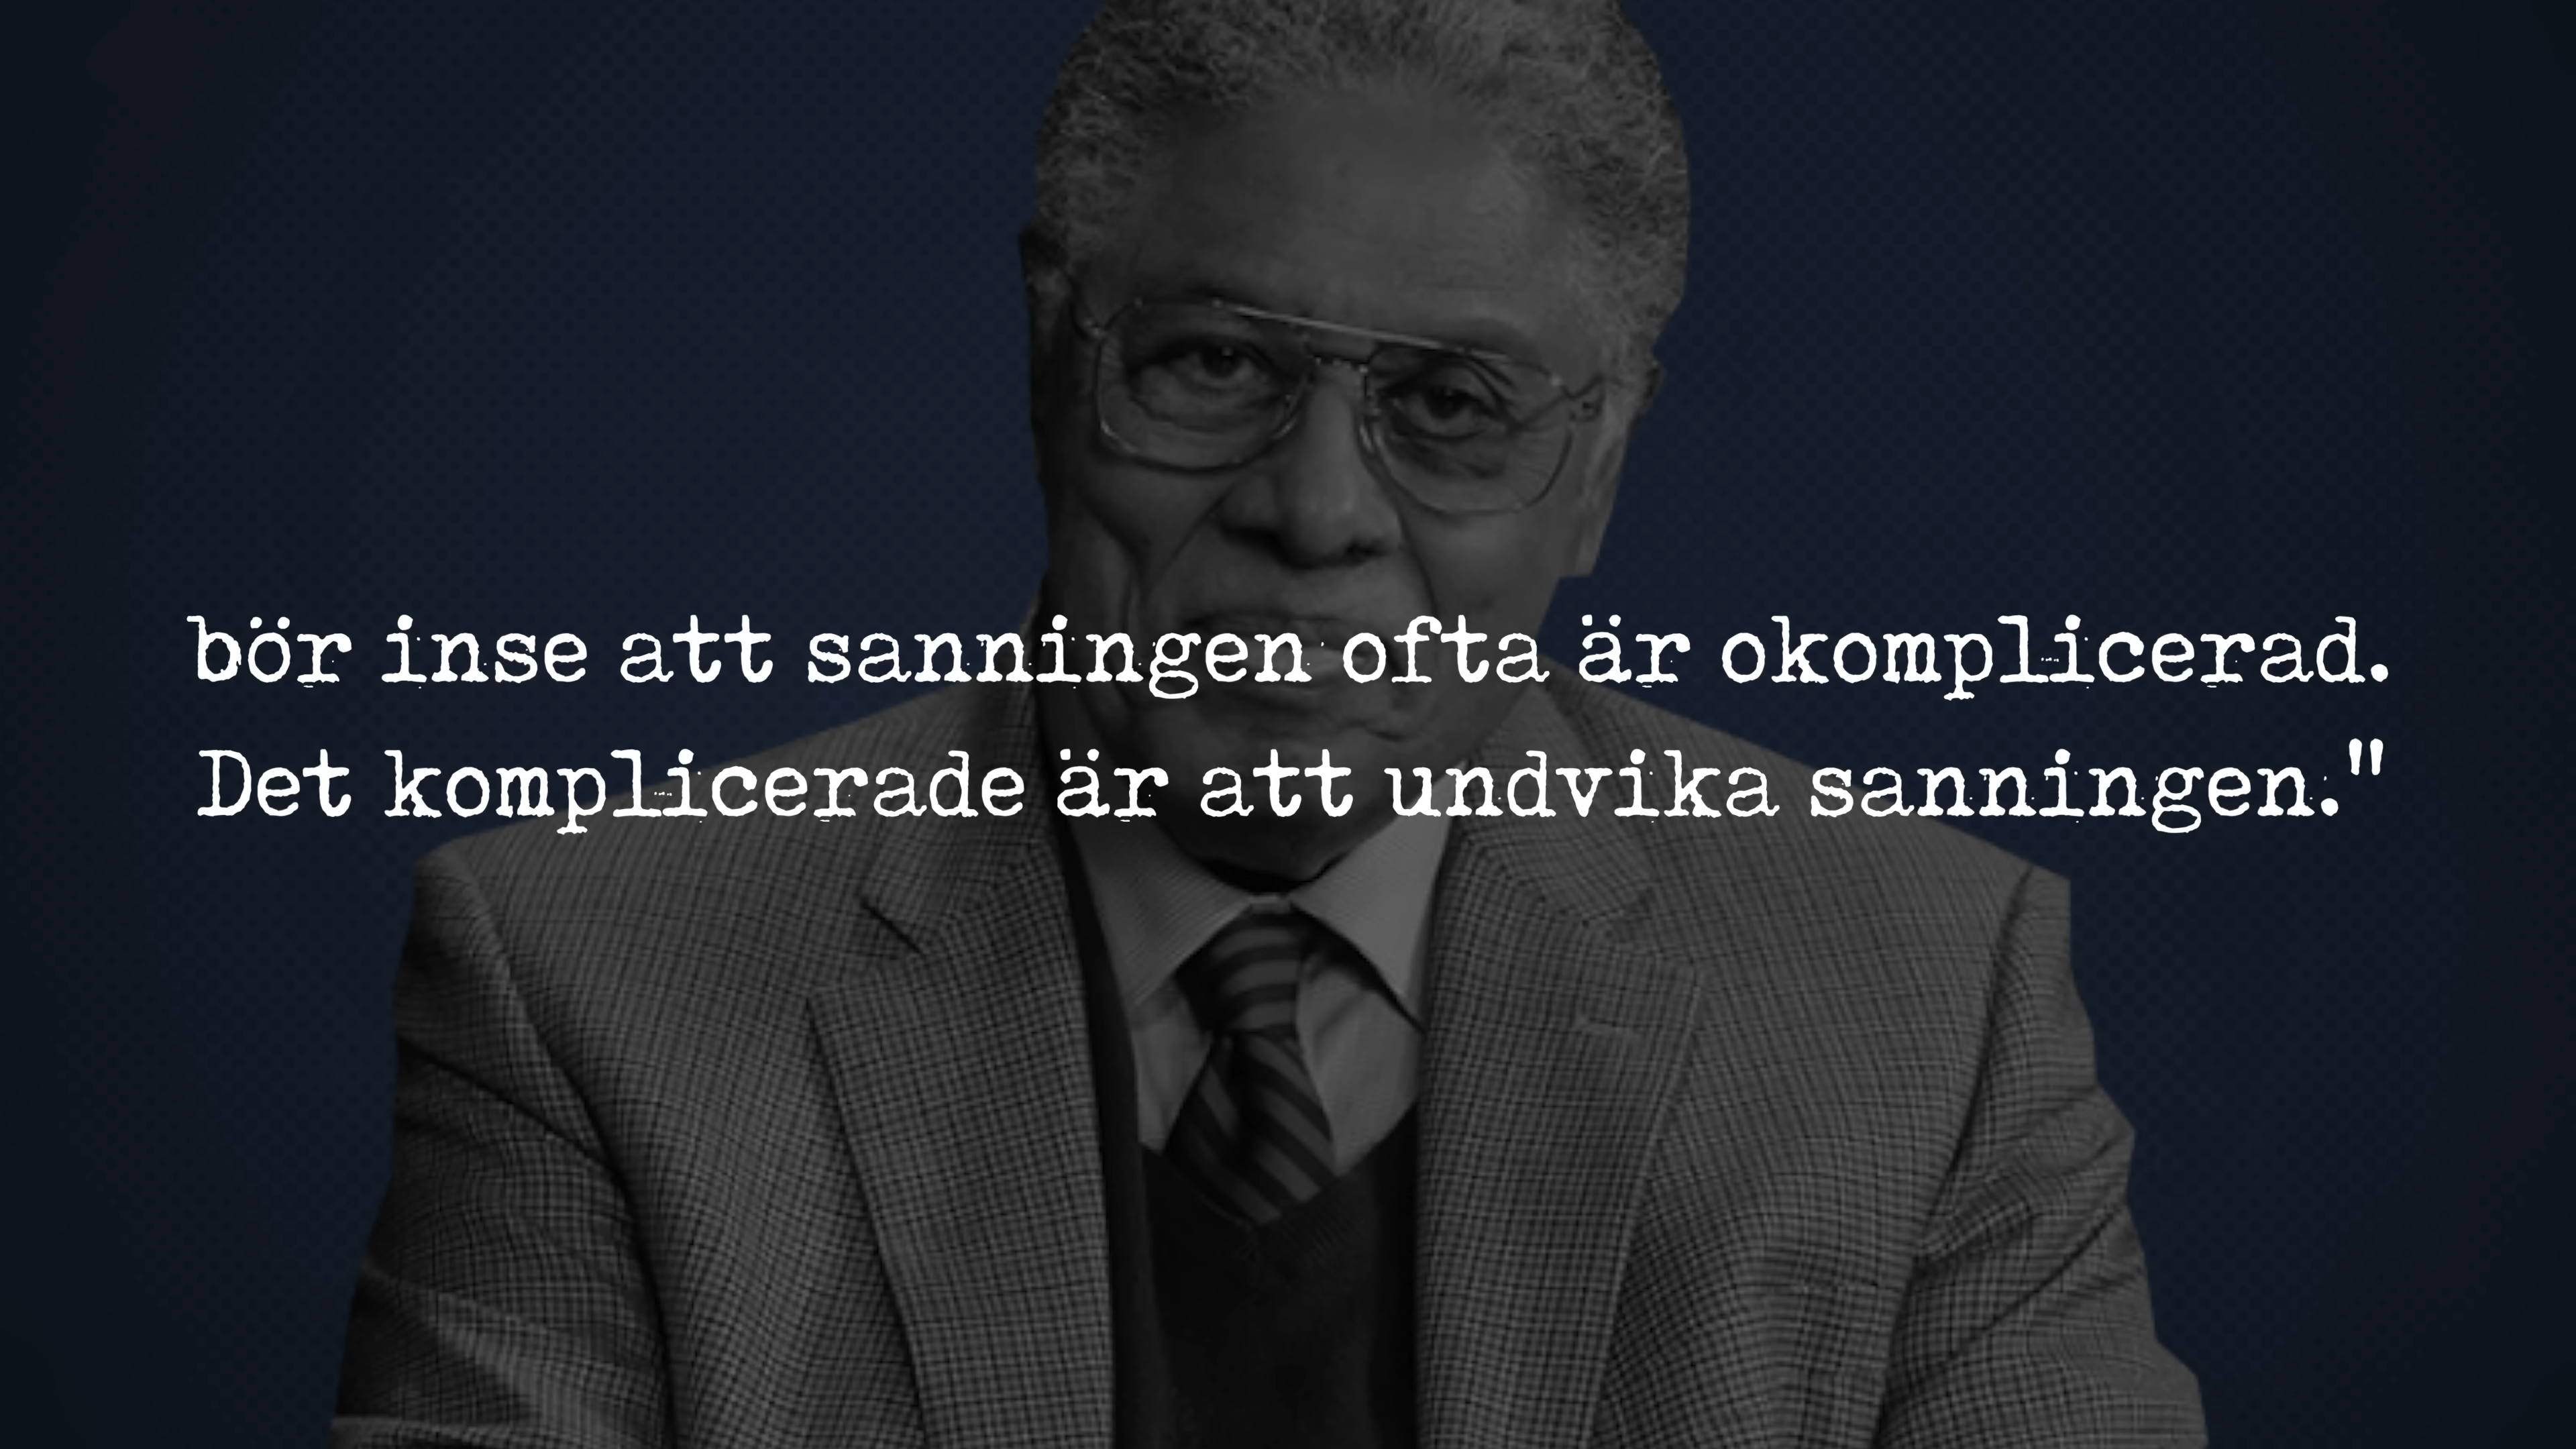 bör inse att sanningen ofta är okomplicerad.
Det komplicerade är att undvika sanningen."